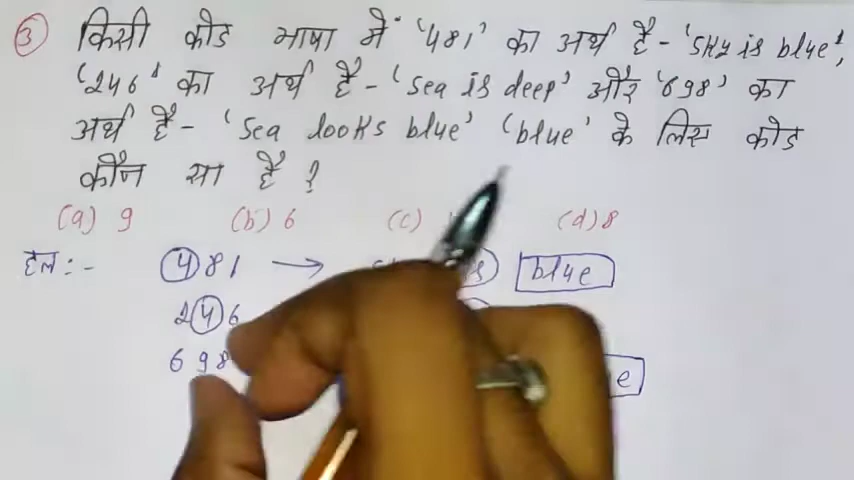 3 किसी कोड भाषा में '481' का अर्थ है - 'Sky is blue',
'246' का अर्थ है - 'Sea is deep' और '698' का
अर्थ है - 'Sea looks blue' 'blue' के लिए कोड
कौन सा है ?
(a) 9 (b) 6 (c) (d) 8
हल :- 481 → blue
246
698